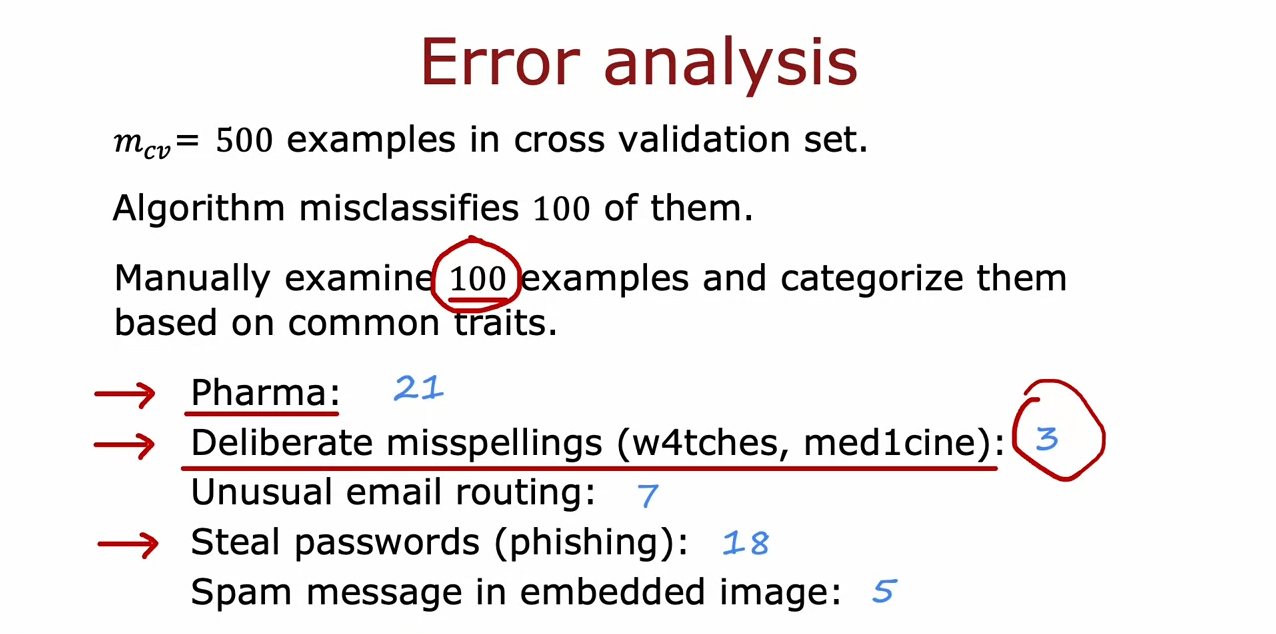 Error analysis
m_cv = 500 examples in cross validation set.
Algorithm misclassifies 100 of them.
Manually examine 100 examples and categorize them
based on common traits.
Pharma: 21
Deliberate misspellings (w4tches, med1cine): 3
Unusual email routing: 7
Steal passwords (phishing): 18
Spam message in embedded image: 5